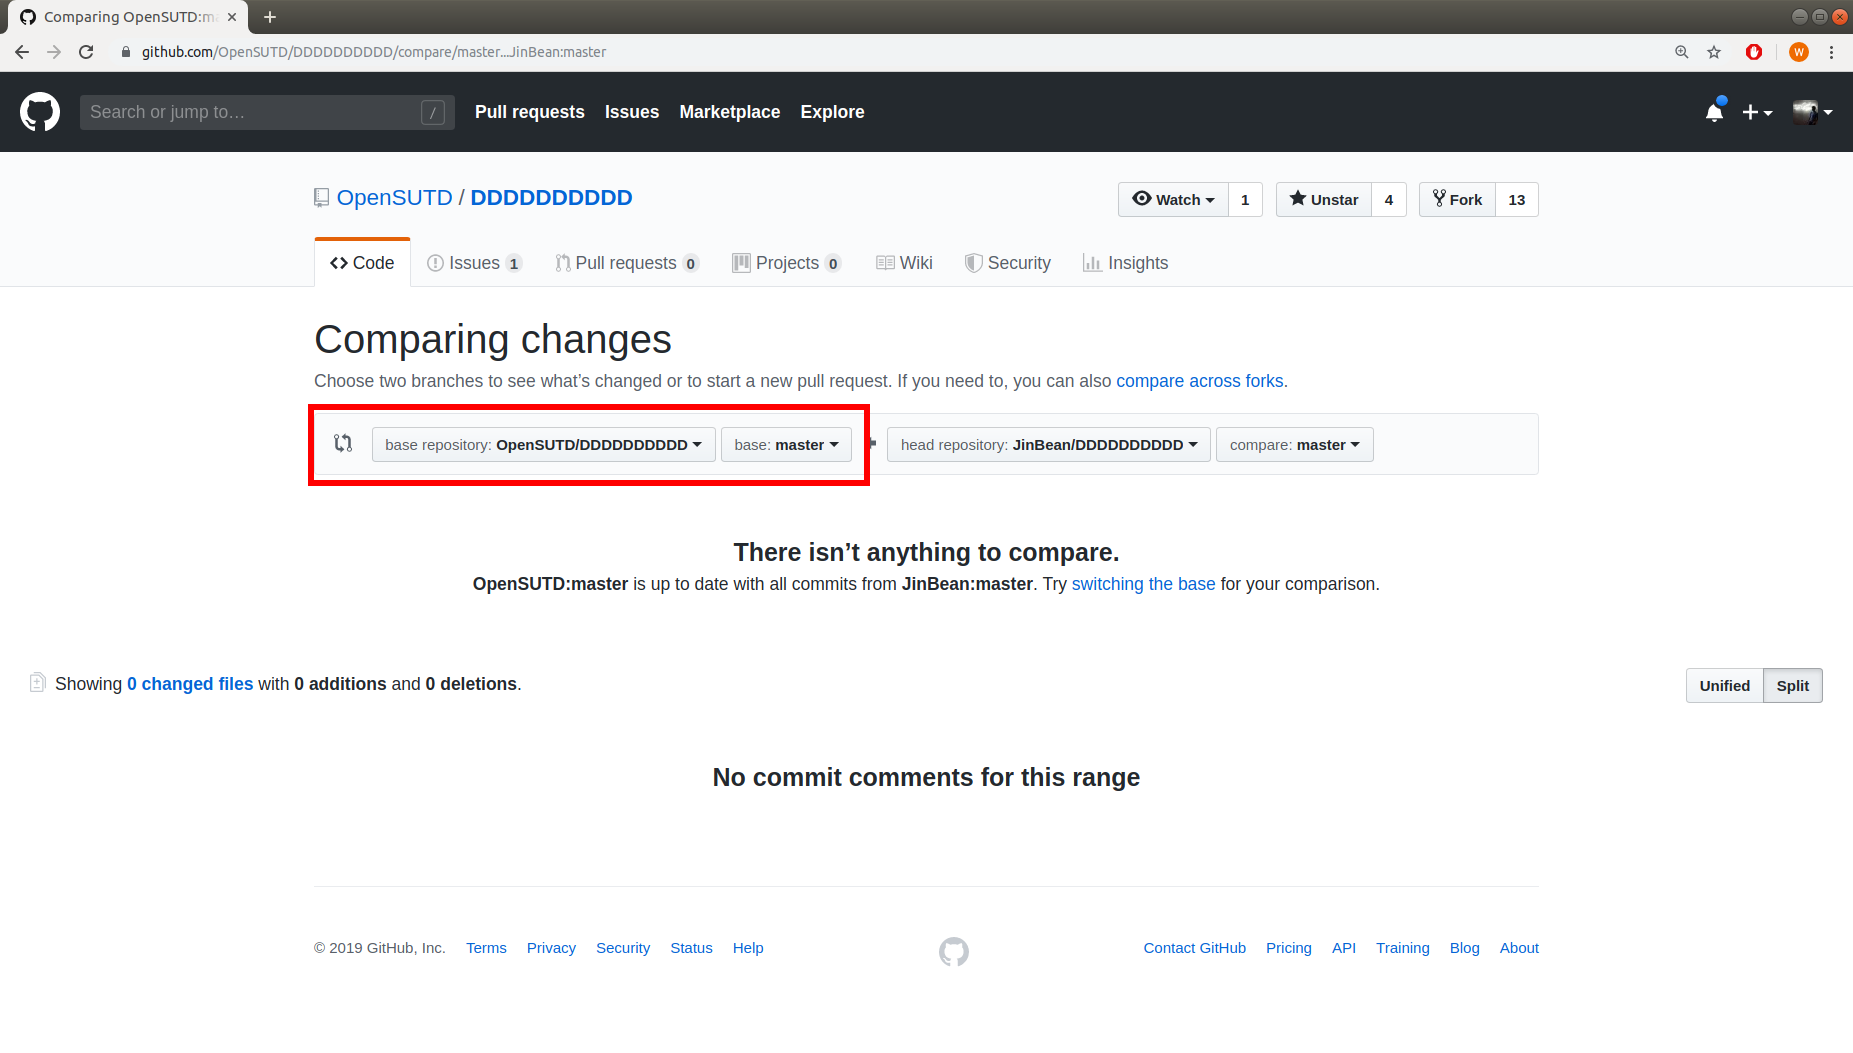 Comparing OpenSUTD:ma
github.com/OpenSUTD/DDDDDDDDDD/compare/master...JinBean:master
W
Search or jump to... /
Pull requests Issues Marketplace Explore
OpenSUTD / DDDDDDDDDD
Watch 1 Unstar 4 Fork 13
Code Issues 1 Pull requests 0 Projects 0 Wiki Security Insights
Comparing changes
Choose two branches to see what’s changed or to start a new pull request. If you need to, you can also compare across forks.
base repository: OpenSUTD/DDDDDDDDDD base: master head repository: JinBean/DDDDDDDDDD compare: master
There isn’t anything to compare.
OpenSUTD:master is up to date with all commits from JinBean:master. Try switching the base for your comparison.
Showing 0 changed files with 0 additions and 0 deletions.
Unified Split
No commit comments for this range
© 2019 GitHub, Inc. Terms Privacy Security Status Help Contact GitHub Pricing API Training Blog About